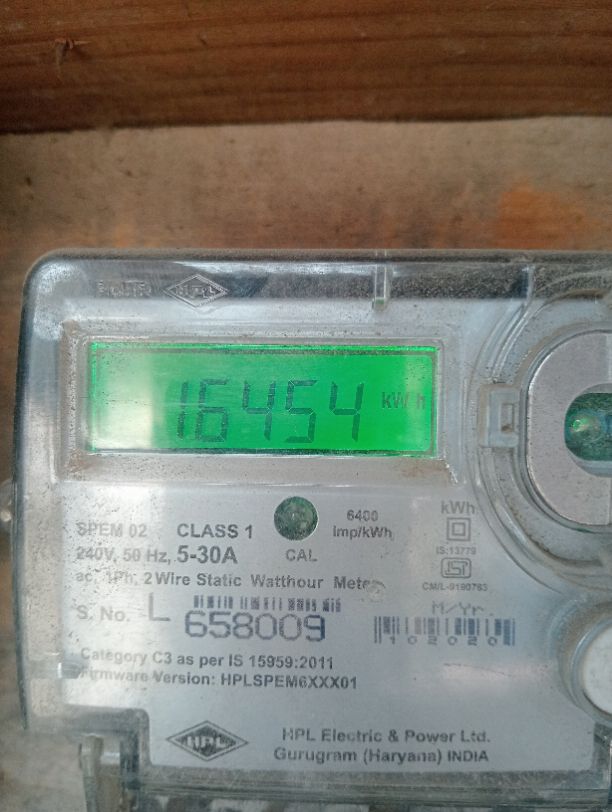 HPL
16454 kWh
SPEM 02 CLASS 1
6400
Imp/kWh
kWh
240V, 50 Hz, 5-30A
CAL
IS:13779
ac, 1Ph, 2 Wire Static Watthour Meter
CM/L-9190763
S. No. L 658009
M/Yr.
102020
Category C3 as per IS 15959:2011
Firmware Version: HPLSPEM6XXX01
HPL
HPL Electric & Power Ltd.
Gurugram (Haryana) INDIA